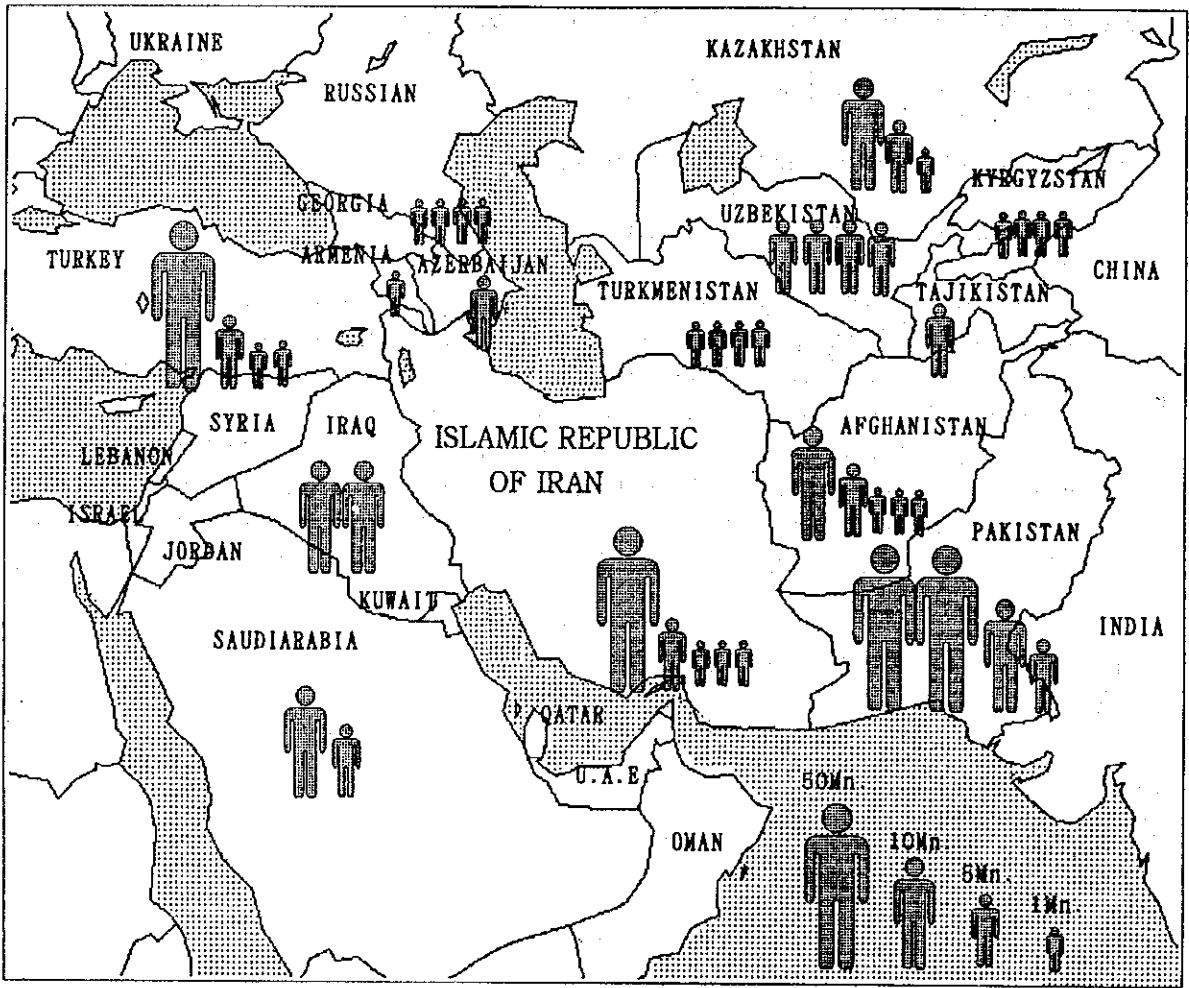 UKRAINE
KAZAKHSTAN
RUSSIAN
KYRGYZSTAN
GEORGIA
UZBEKISTAN
TURKEY
ARMENIA
AZERBAIJAN
CHINA
TURKMENISTAN
TAJIKISTAN
SYRIA
IRAQ
ISLAMIC REPUBLIC
OF IRAN
AFGHANISTAN
LEBANON
ISRAEL
JORDAN
PAKISTAN
KUWAIT
SAUDIARABIA
INDIA
QATAR
U.A.E
OMAN
50Mn.
10Mn
5Mn.
1Mn.